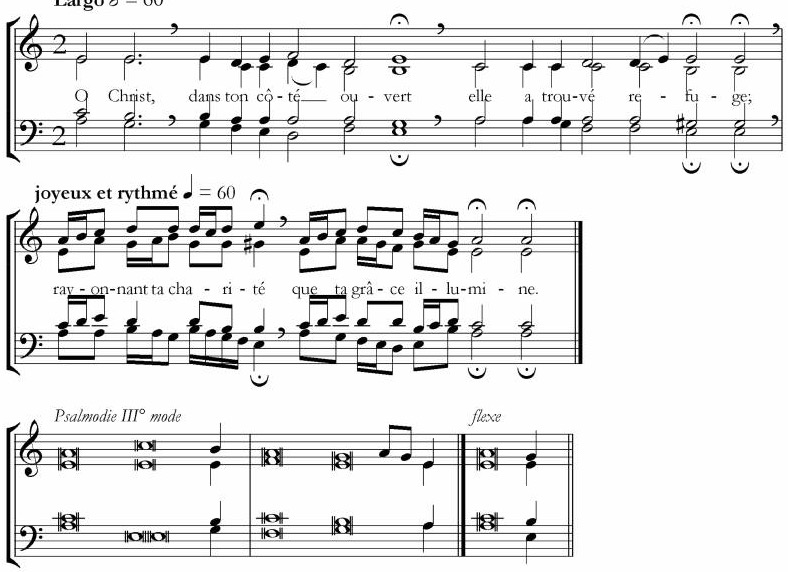 Largo = 60
O Christ, dans ton cô - té ou - vert elle a trou-vé re - fu - ge;
joyeux et rythmé ♩ = 60
ray - on-nant ta cha - ri - té que ta grâ - ce il - lu-mi - ne.
Psalmodie III° mode flexe